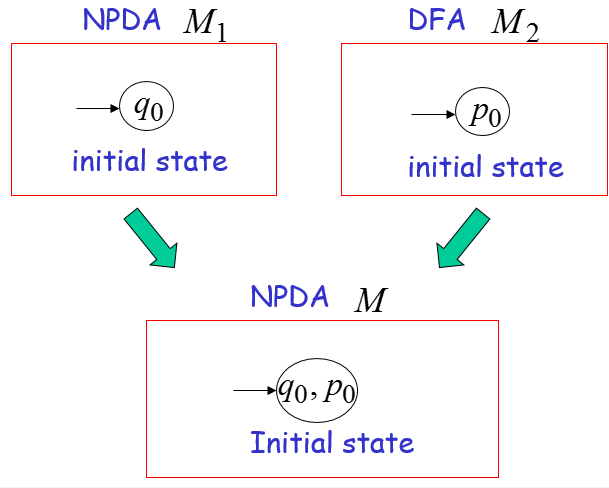 NPDA M₁
DFA M₂
q₀
p₀
initial state
initial state
NPDA M
q₀, p₀
Initial state